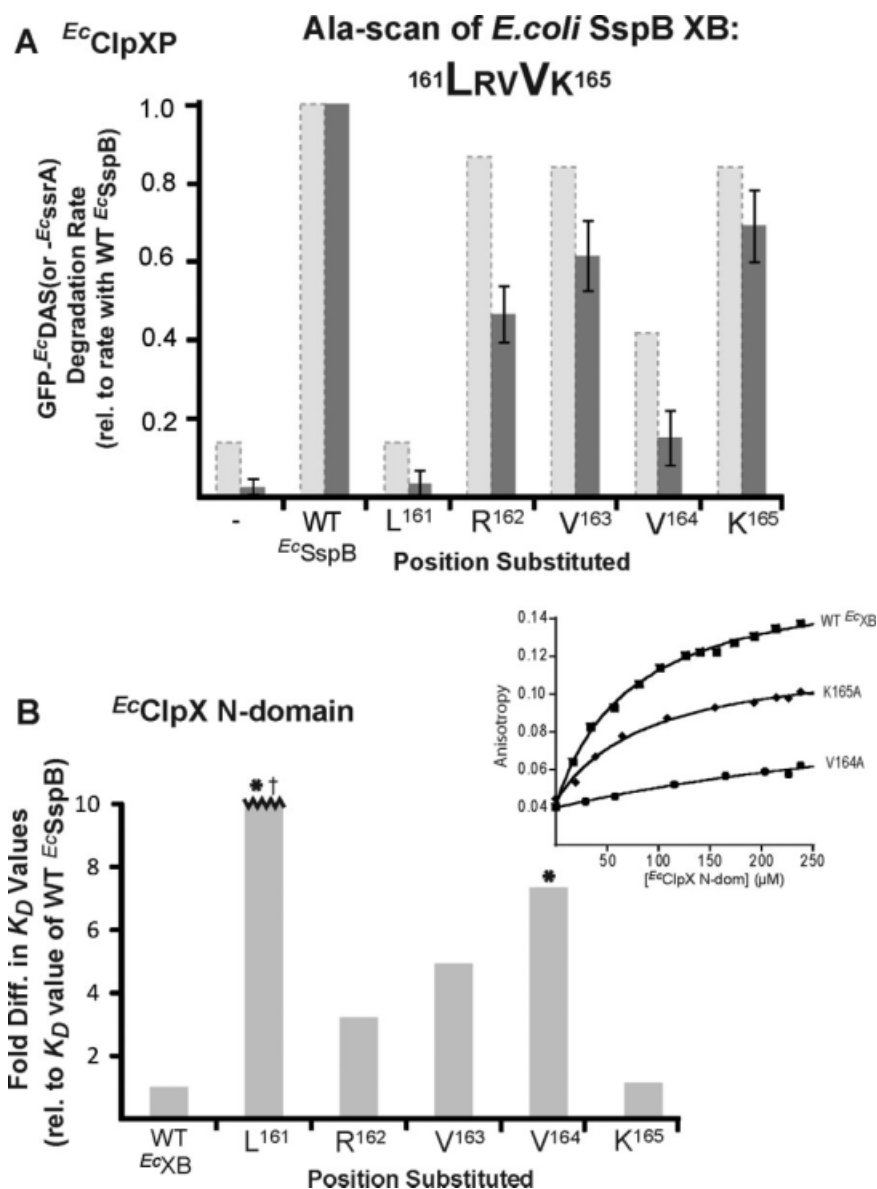 A EcClpXP
Ala-scan of E.coli SspB XB:
161LRVVK165
GFP-EcDAS(or -EcssrA)
Degradation Rate
(rel. to rate with WT EcSspB)
1.0
0.8
0.6
0.4
0.2
- WT L161 R162 V163 V164 K165
EcSspB
Position Substituted
B EcClpX N-domain
Fold Diff. in KD Values
(rel. to KD value of WT EcSspB)
10
8
6
4
2
* †
*
WT L161 R162 V163 V164 K165
EcXB
Position Substituted
Anisotropy
0.14
0.12
0.10
0.08
0.06
0.04
WT EcXB
K165A
V164A
50 100 150 200 250
[EcClpX N-dom] (µM)